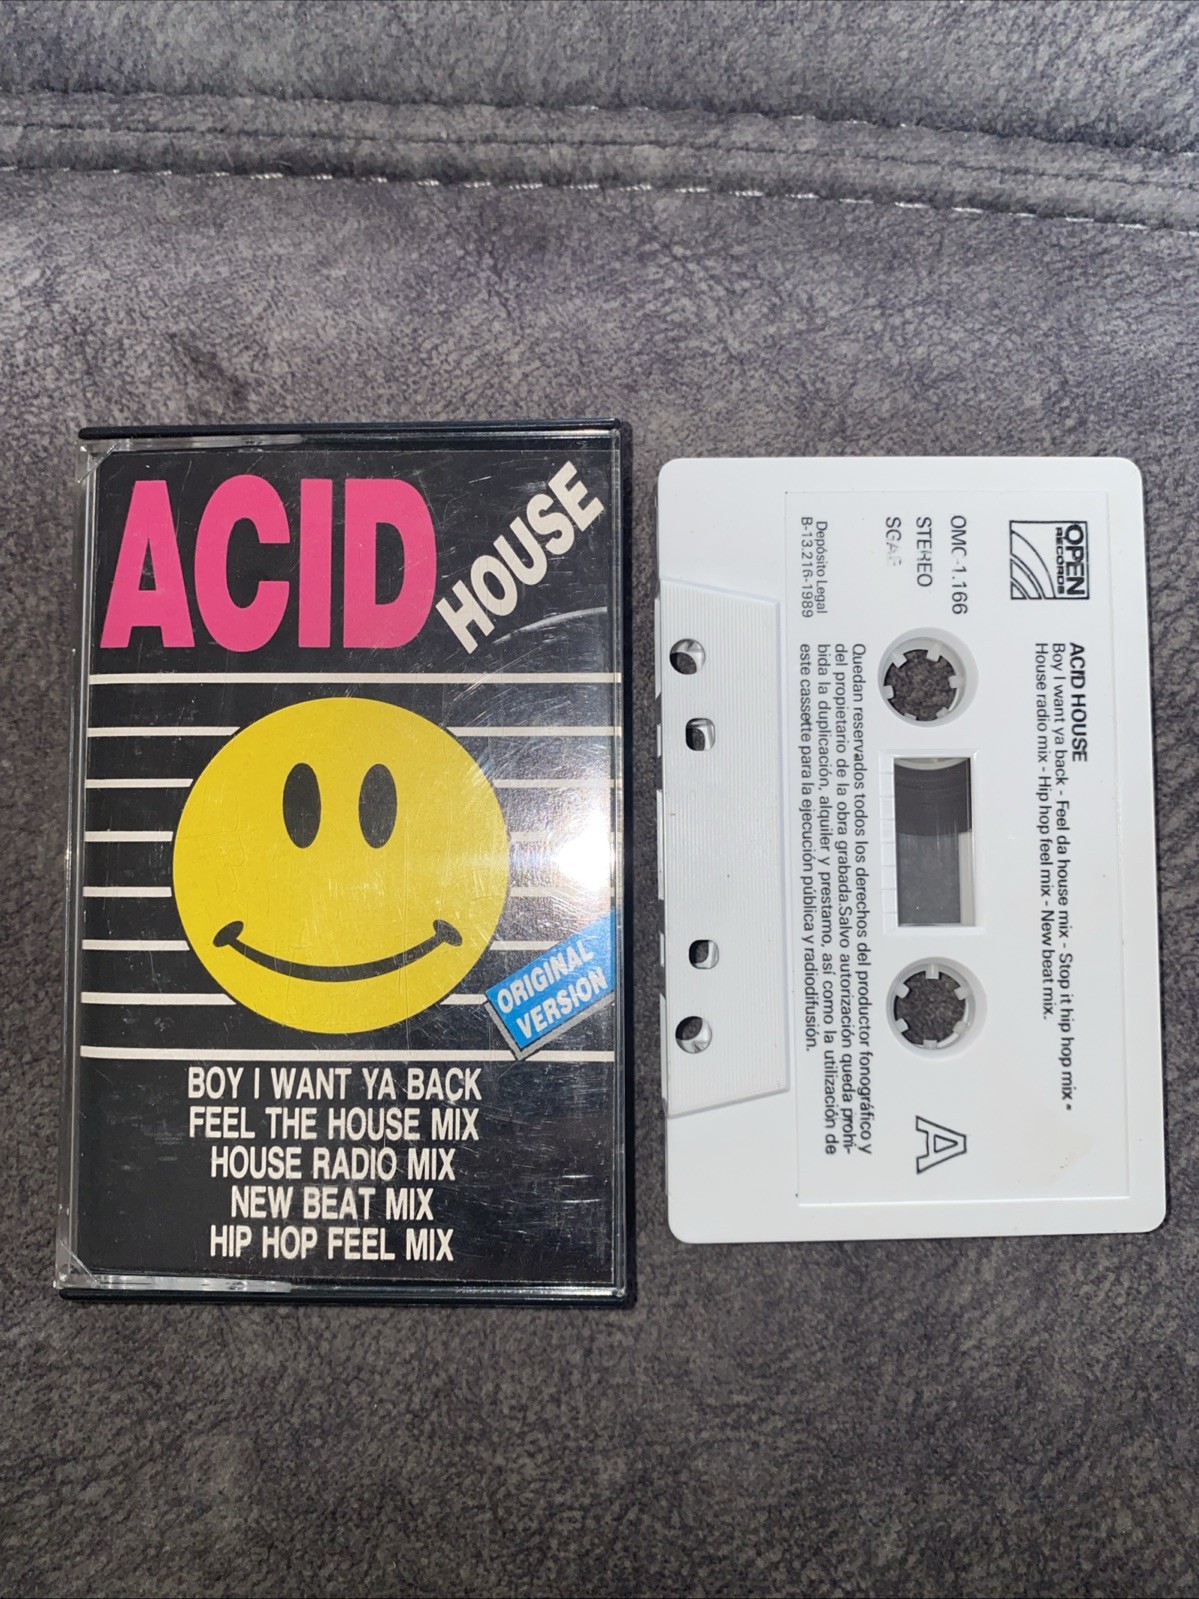 ACID
HOUSE
ORIGINAL
VERSION
BOY I WANT YA BACK
FEEL THE HOUSE MIX
HOUSE RADIO MIX
NEW BEAT MIX
HIP HOP FEEL MIX
OPEN
RECORDS
ACID HOUSE
Boy I want ya back - Feel da house mix - Stop it hip hop mix -
House radio mix - Hip hop feel mix - New beat mix.
OMC-1.166
STEREO
SGAE
A
Depósito Legal
B-13.216-1989
Quedan reservados todos los derechos del productor fonográfico y
del propietario de la obra grabada.Salvo autorización queda prohi-
bida la duplicación, alquiler y prestamo, así como la utilización de
este cassette para la ejecución pública y radiodifusión.